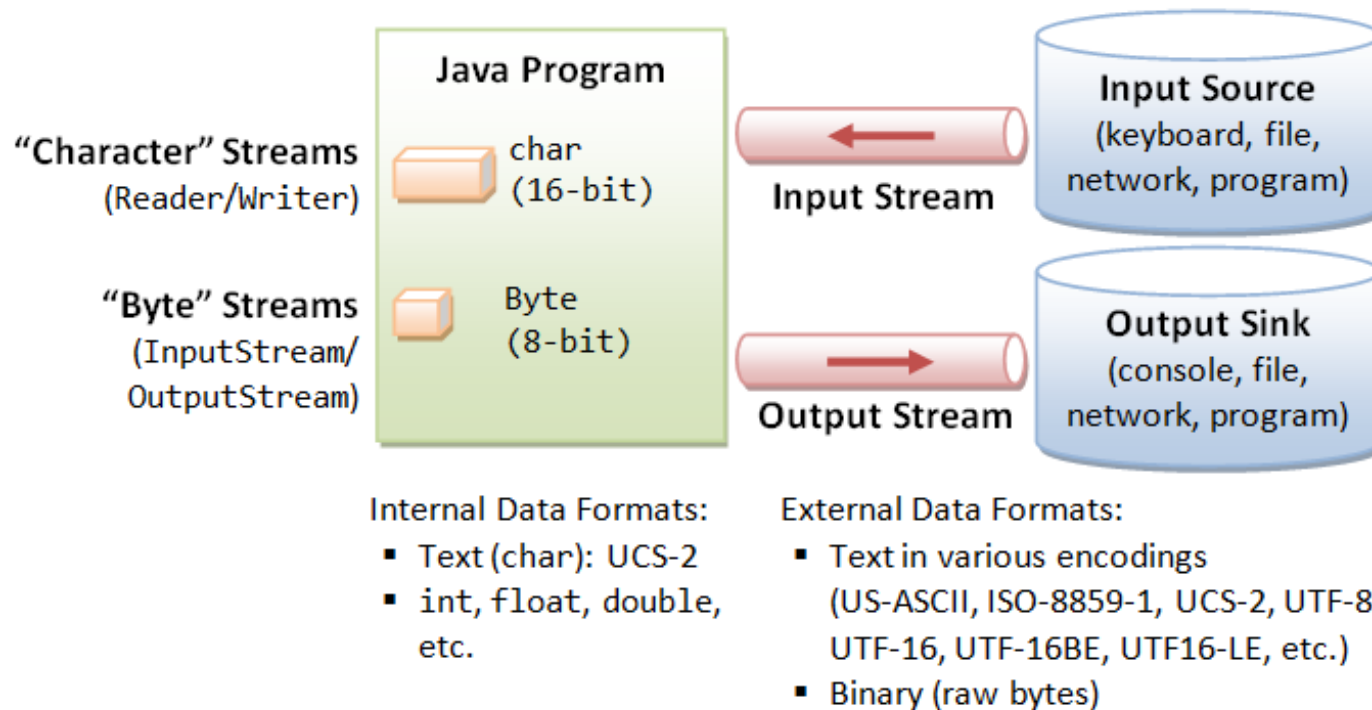 Java Program
“Character” Streams
(Reader/Writer)
char
(16-bit)
“Byte” Streams
(InputStream/
OutputStream)
Byte
(8-bit)
Input Stream
Output Stream
Input Source
(keyboard, file,
network, program)
Output Sink
(console, file,
network, program)
Internal Data Formats:
▪ Text (char): UCS-2
▪ int, float, double,
etc.
External Data Formats:
▪ Text in various encodings
(US-ASCII, ISO-8859-1, UCS-2, UTF-8
UTF-16, UTF-16BE, UTF16-LE, etc.)
▪ Binary (raw bytes)